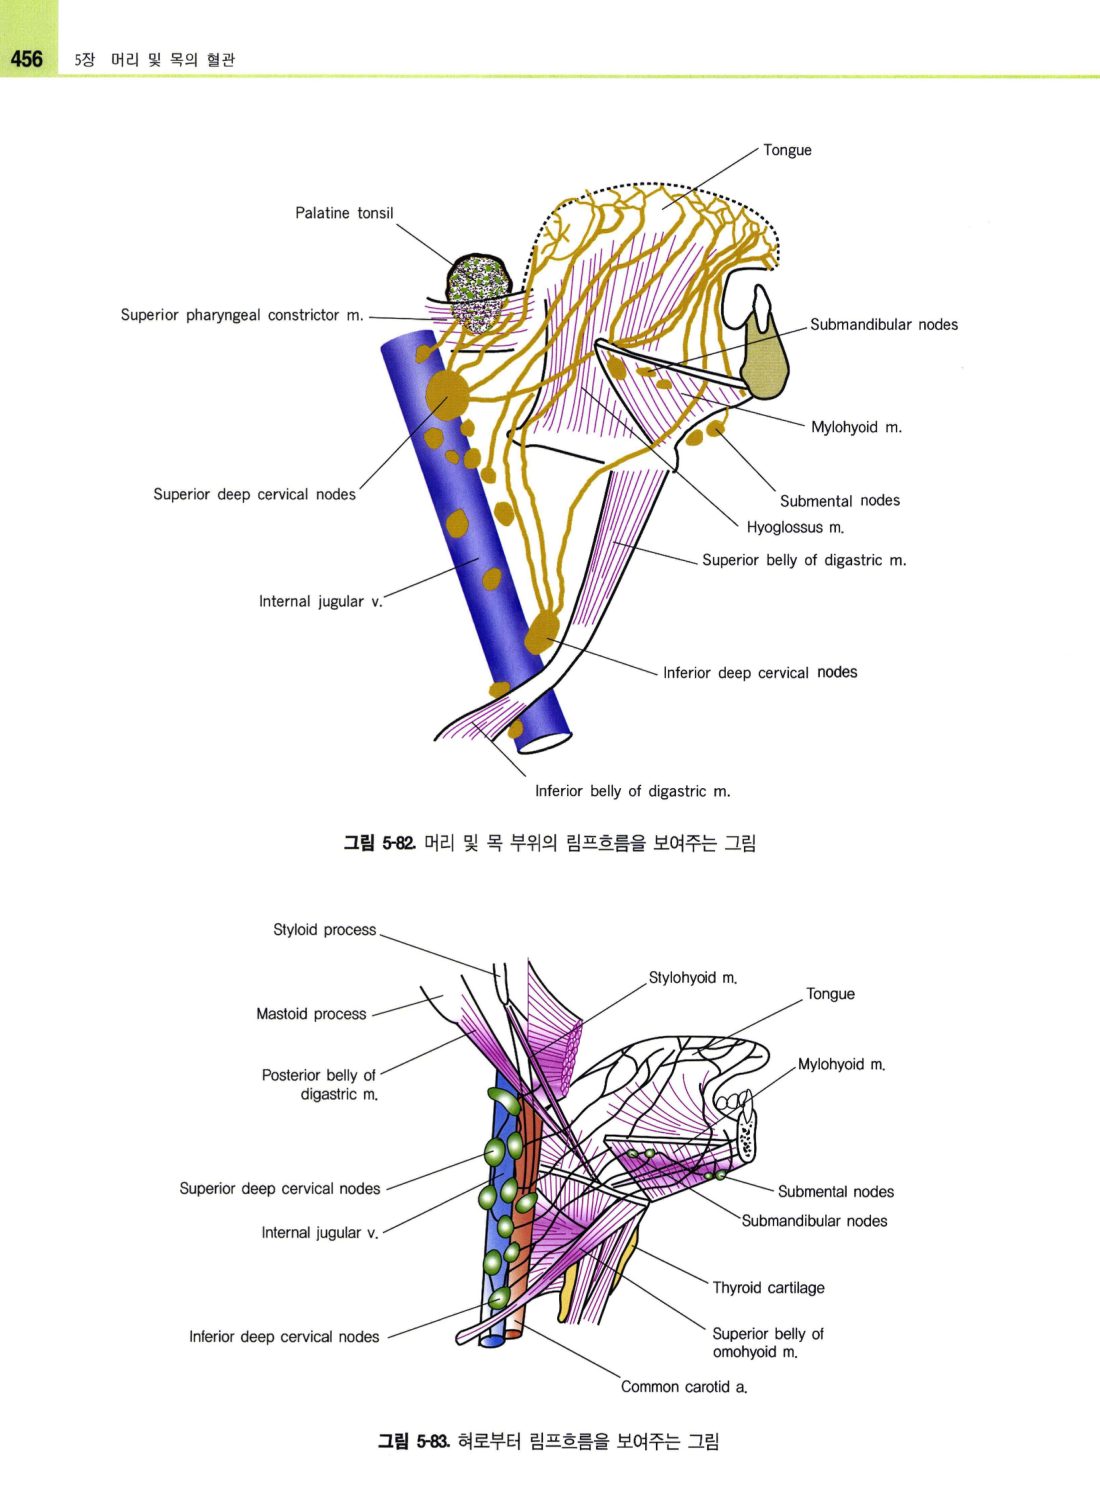 456 5장 머리 및 목의 혈관
Tongue
Palatine tonsil
Superior pharyngeal constrictor m.
Submandibular nodes
Mylohyoid m.
Superior deep cervical nodes
Submental nodes
Hyoglossus m.
Superior belly of digastric m.
Internal jugular v.
Inferior deep cervical nodes
Inferior belly of digastric m.
그림 5-82. 머리 및 목 부위의 림프흐름을 보여주는 그림
Styloid process
Stylohyoid m.
Tongue
Mastoid process
Mylohyoid m.
Posterior belly of
digastric m.
Superior deep cervical nodes
Submental nodes
Submandibular nodes
Internal jugular v.
Thyroid cartilage
Inferior deep cervical nodes
Superior belly of
omohyoid m.
Common carotid a.
그림 5-83. 혀로부터 림프흐름을 보여주는 그림